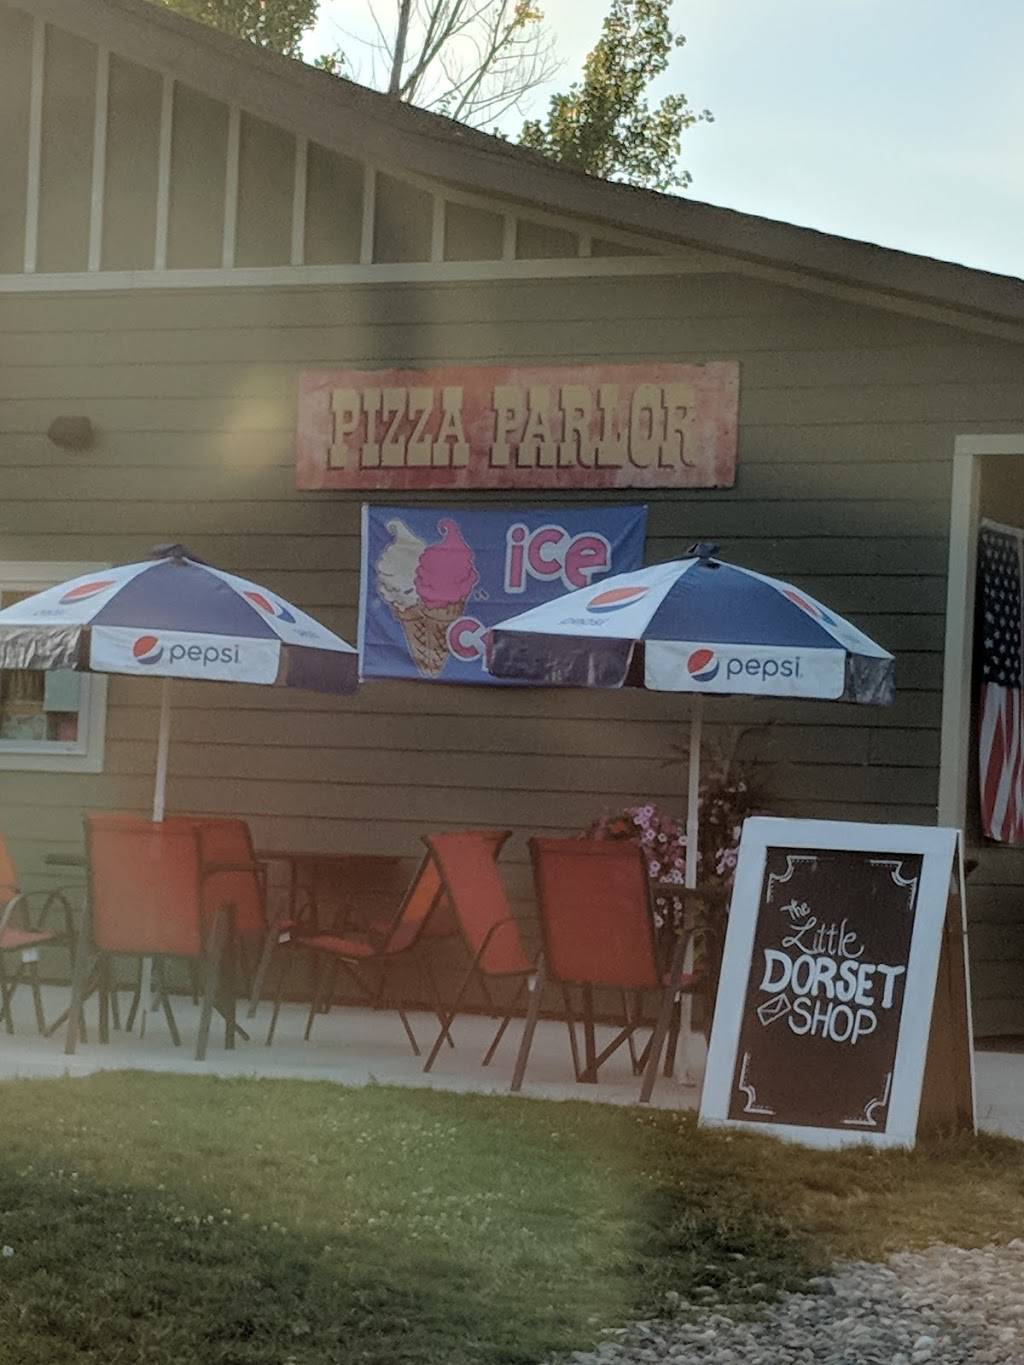 PIZZA PARLOR
ice
pepsi
pepsi
the
Little
DORSET
SHOP